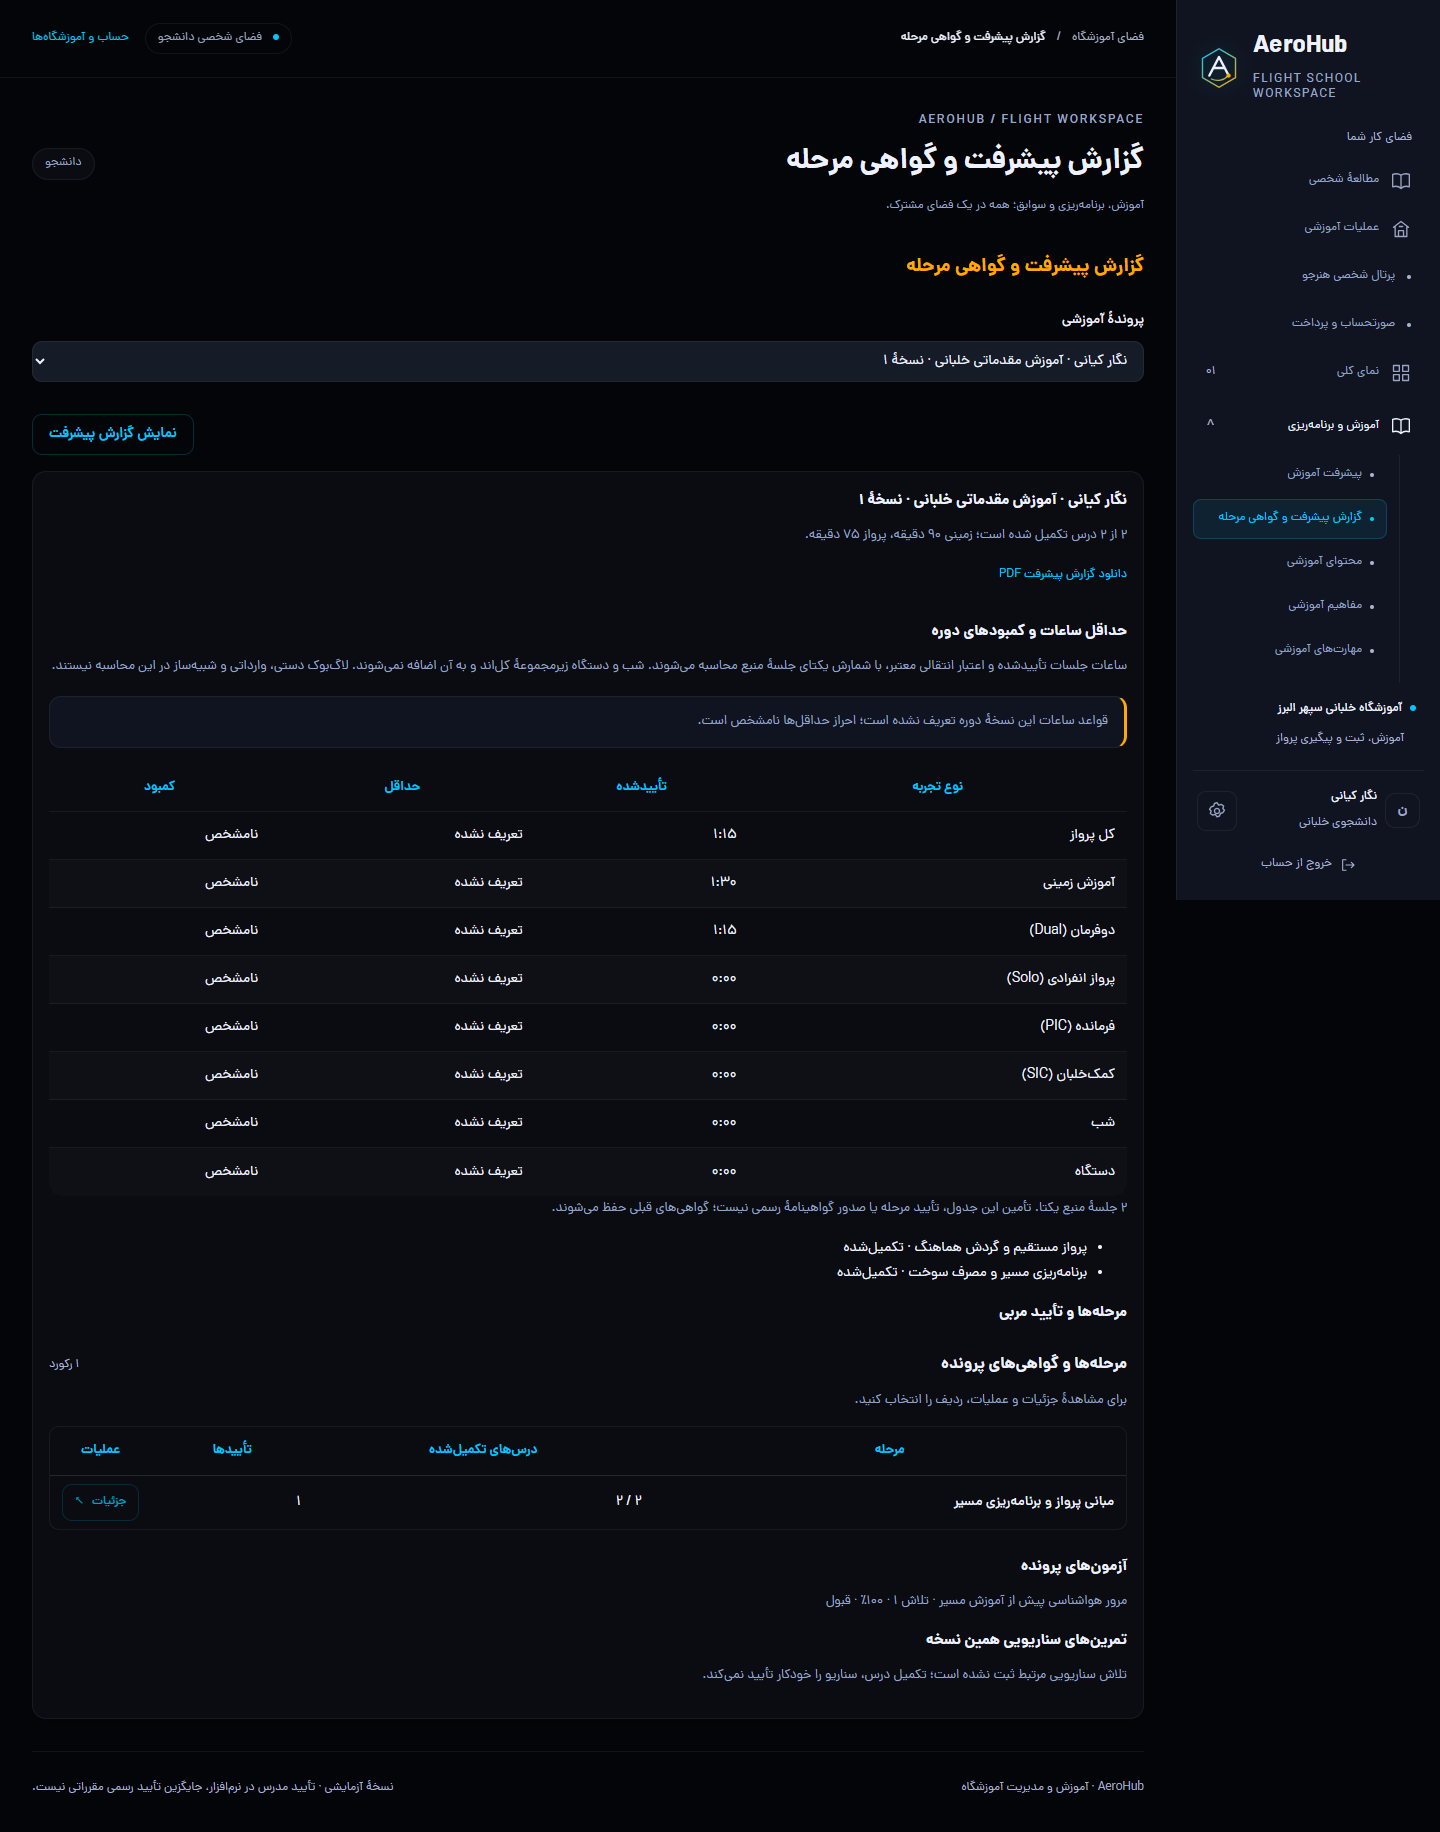 AeroHub
FLIGHT SCHOOL
WORKSPACE
فضای کار شما
مطالعهٔ شخصی
عملیات آموزشی
پرتال شخصی هنرجو
صورتحساب و پرداخت
نمای کلی
۰۱
آموزش و برنامه‌ریزی
^
پیشرفت آموزش
گزارش پیشرفت و گواهی مرحله
محتوای آموزشی
مفاهیم آموزشی
مهارت‌های آموزشی
آموزشگاه خلبانی سپهر البرز
آموزش، ثبت و پیگیری پرواز
ن
نگار کیانی
دانشجوی خلبانی
خروج از حساب
فضای آموزشگاه / گزارش پیشرفت و گواهی مرحله
فضای شخصی دانشجو
حساب و آموزشگاه‌ها
AEROHUB / FLIGHT WORKSPACE
گزارش پیشرفت و گواهی مرحله
دانشجو
آموزش، برنامه‌ریزی و سوابق؛ همه در یک فضای مشترک.
گزارش پیشرفت و گواهی مرحله
پروندهٔ آموزشی
نگار کیانی · آموزش مقدماتی خلبانی · نسخهٔ ۱
نمایش گزارش پیشرفت
نگار کیانی · آموزش مقدماتی خلبانی · نسخهٔ ۱
۲ از ۲ درس تکمیل شده است؛ زمینی ۹۰ دقیقه، پرواز ۷۵ دقیقه.
دانلود گزارش پیشرفت PDF
حداقل ساعات و کمبودهای دوره
ساعات جلسات تأییدشده و اعتبار انتقالی معتبر، با شمارش یکتای جلسهٔ منبع محاسبه می‌شوند. شب و دستگاه زیرمجموعهٔ کل‌اند و به آن اضافه نمی‌شوند. لاگ‌بوک دستی، وارداتی و شبیه‌ساز در این محاسبه نیستند.
قواعد ساعات این نسخهٔ دوره تعریف نشده است؛ احراز حداقل‌ها نامشخص است.
نوع تجربه تأییدشده حداقل کمبود
کل پرواز ۱:۱۵ تعریف نشده نامشخص
آموزش زمینی ۱:۳۰ تعریف نشده نامشخص
دوفرمان (Dual) ۱:۱۵ تعریف نشده نامشخص
پرواز انفرادی (Solo) ۰:۰۰ تعریف نشده نامشخص
فرمانده (PIC) ۰:۰۰ تعریف نشده نامشخص
کمک‌خلبان (SIC) ۰:۰۰ تعریف نشده نامشخص
شب ۰:۰۰ تعریف نشده نامشخص
دستگاه ۰:۰۰ تعریف نشده نامشخص
۲ جلسهٔ منبع یکتا. تأمین این جدول، تأیید مرحله یا صدور گواهینامهٔ رسمی نیست؛ گواهی‌های قبلی حفظ می‌شوند.
• پرواز مستقیم و گردش هماهنگ · تکمیل‌شده
• برنامه‌ریزی مسیر و مصرف سوخت · تکمیل‌شده
مرحله‌ها و تأیید مربی
مرحله‌ها و گواهی‌های پرونده
۱ رکورد
برای مشاهدهٔ جزئیات و عملیات، ردیف را انتخاب کنید.
مرحله درس‌های تکمیل‌شده تأییدها عملیات
مبانی پرواز و برنامه‌ریزی مسیر ۲ / ۲ ۱ جزئیات ↖
آزمون‌های پرونده
مرور هواشناسی پیش از آموزش مسیر · تلاش ۱ · ۱۰۰٪ · قبول
تمرین‌های سناریویی همین نسخه
تلاش سناریویی مرتبط ثبت نشده است؛ تکمیل درس، سناریو را خودکار تأیید نمی‌کند.
AeroHub · آموزش و مدیریت آموزشگاه
نسخهٔ آزمایشی · تأیید مدرس در نرم‌افزار، جایگزین تأیید رسمی مقرراتی نیست.